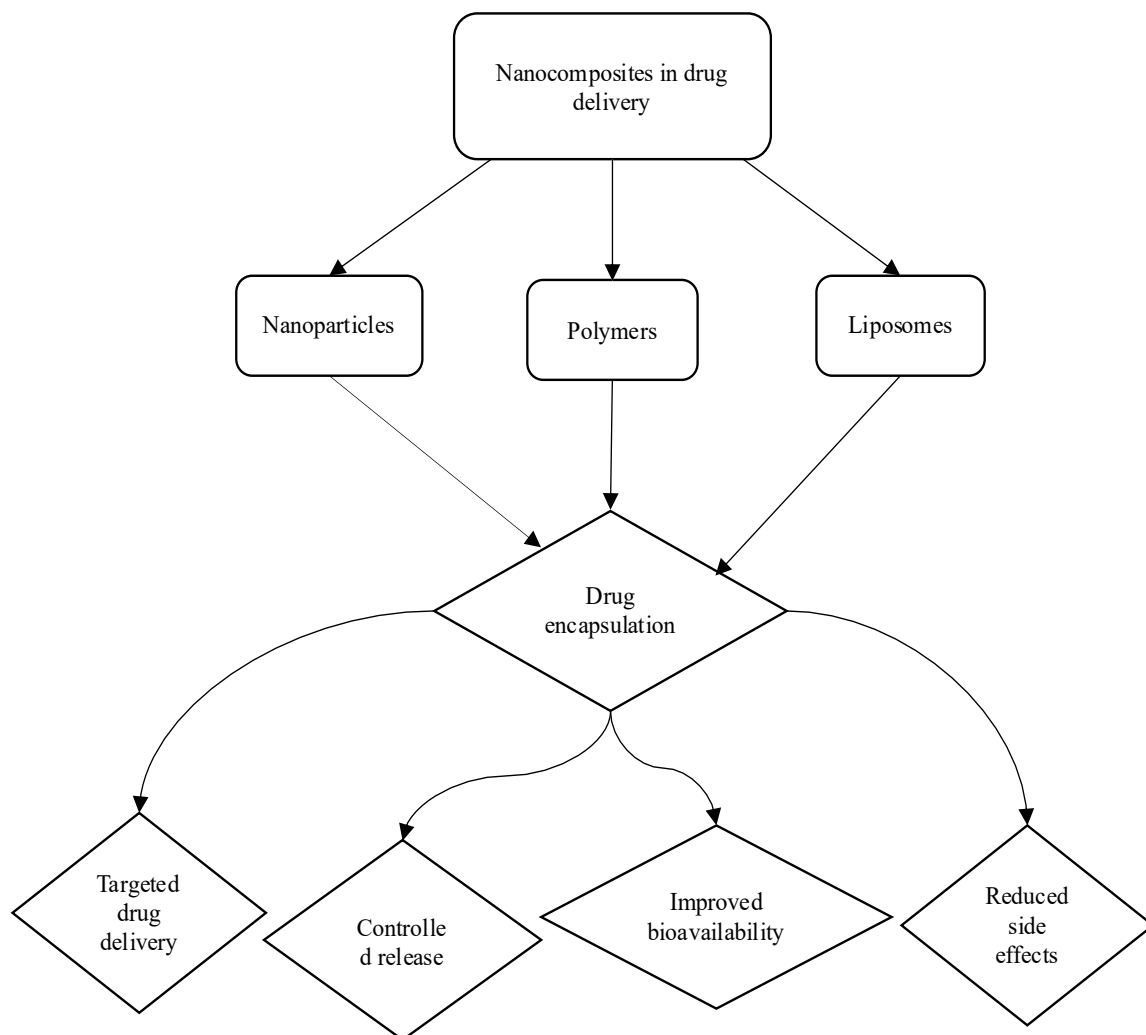 Nanocomposites in drug
delivery
Nanoparticles
Polymers
Liposomes
Drug
encapsulation
Targeted
drug
delivery
Controlle
d release
Improved
bioavailability
Reduced
side
effects